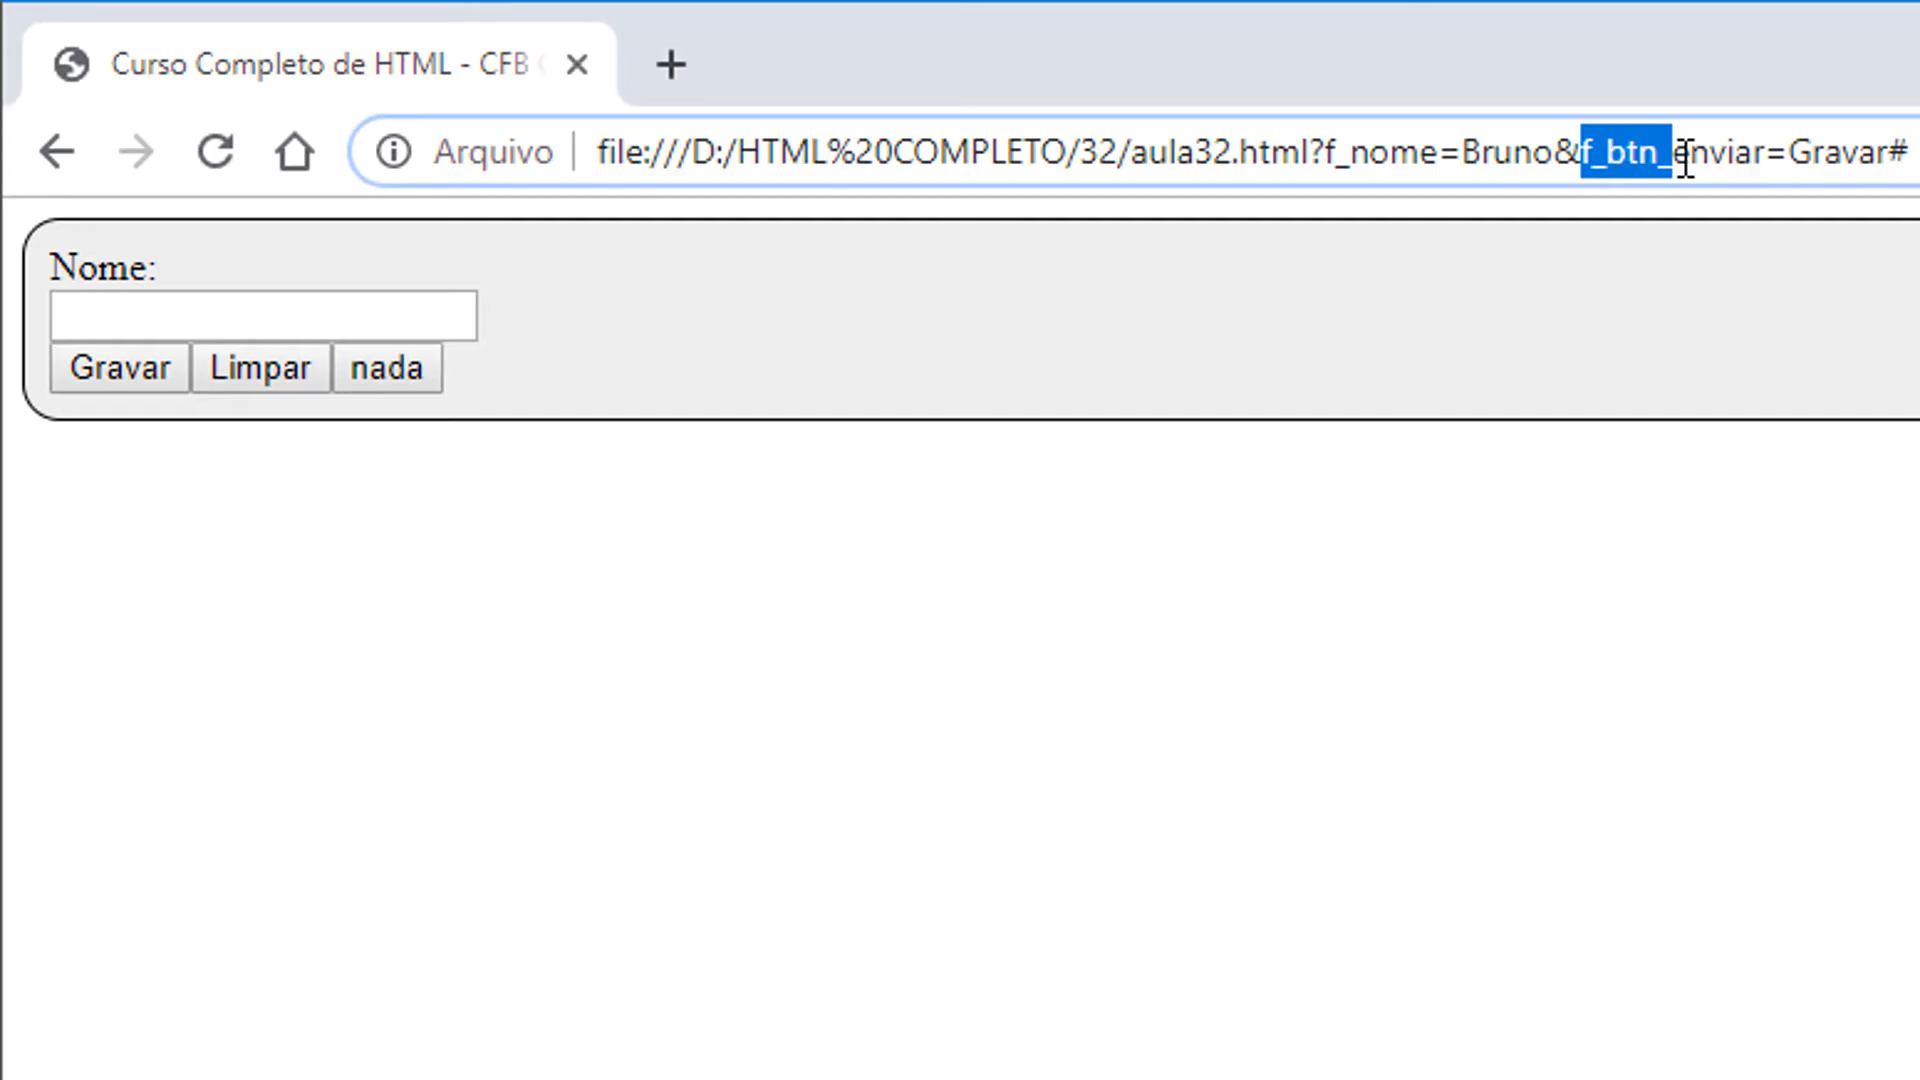 Curso Completo de HTML - CFB
Arquivo file:///D:/HTML%20COMPLETO/32/aula32.html?f_nome=Bruno&f_btn_enviar=Gravar#
Nome:
Gravar Limpar nada